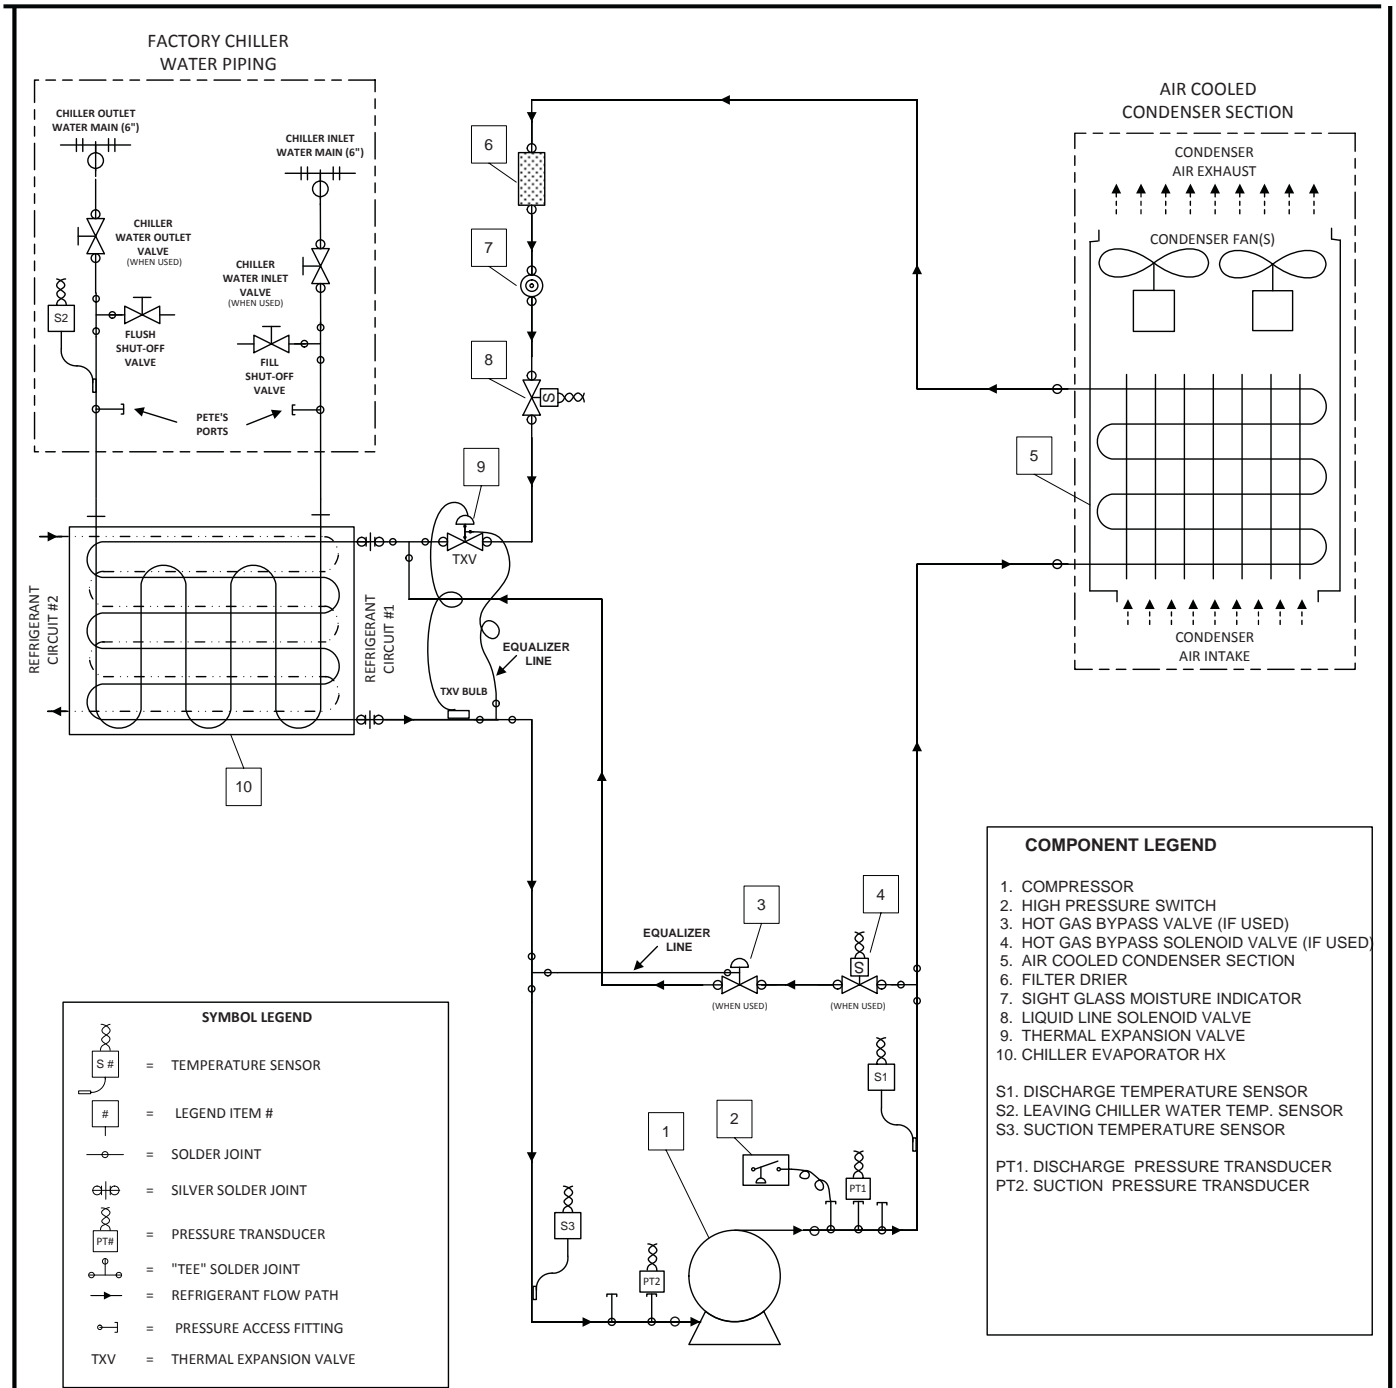 FACTORY CHILLER
WATER PIPING
CHILLER OUTLET
WATER MAIN (6")
CHILLER INLET
WATER MAIN (6")
CHILLER
WATER OUTLET
VALVE
(WHEN USED)
CHILLER
WATER INLET
VALVE
(WHEN USED)
S2
FLUSH
SHUT-OFF
VALVE
FILL
SHUT-OFF
VALVE
PETE'S
PORTS
6
7
8
S
9
TXV
AIR COOLED
CONDENSER SECTION
CONDENSER
AIR EXHAUST
CONDENSER FAN(S)
5
CONDENSER
AIR INTAKE
REFRIGERANT
CIRCUIT #2
REFRIGERANT
CIRCUIT #1
EQUALIZER
LINE
TXV BULB
10
3
4
EQUALIZER
LINE
S
(WHEN USED)
(WHEN USED)
S1
1
2
PT1
S3
PT2
COMPONENT LEGEND
1. COMPRESSOR
2. HIGH PRESSURE SWITCH
3. HOT GAS BYPASS VALVE (IF USED)
4. HOT GAS BYPASS SOLENOID VALVE (IF USED)
5. AIR COOLED CONDENSER SECTION
6. FILTER DRIER
7. SIGHT GLASS MOISTURE INDICATOR
8. LIQUID LINE SOLENOID VALVE
9. THERMAL EXPANSION VALVE
10. CHILLER EVAPORATOR HX
S1. DISCHARGE TEMPERATURE SENSOR
S2. LEAVING CHILLER WATER TEMP. SENSOR
S3. SUCTION TEMPERATURE SENSOR
PT1. DISCHARGE PRESSURE TRANSDUCER
PT2. SUCTION PRESSURE TRANSDUCER
SYMBOL LEGEND
S # = TEMPERATURE SENSOR
# = LEGEND ITEM #
= SOLDER JOINT
= SILVER SOLDER JOINT
PT# = PRESSURE TRANSDUCER
= "TEE" SOLDER JOINT
= REFRIGERANT FLOW PATH
= PRESSURE ACCESS FITTING
TXV = THERMAL EXPANSION VALVE